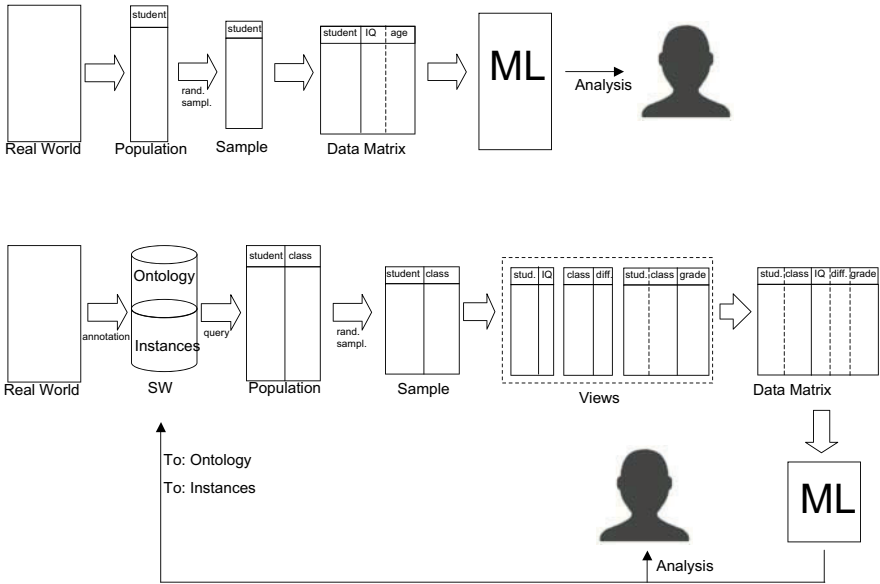 student
student
student IQ age
ML
rand.
sampl.
Analysis
Real World
Population
Sample
Data Matrix
Ontology
Instances
student class
student class
stud. IQ
class diff.
stud. class grade
stud. class IQ diff. grade
annotation
query
rand.
sampl.
Real World
SW
Population
Sample
Views
Data Matrix
To: Ontology
To: Instances
ML
Analysis